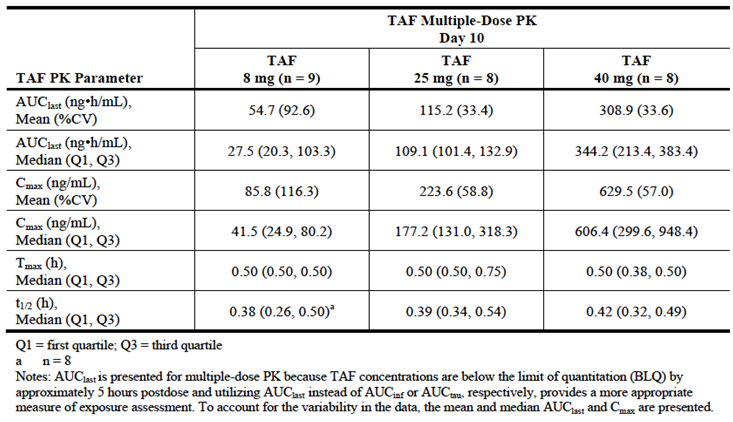 TAF Multiple-Dose PK
Day 10
TAF PK Parameter
TAF
8 mg (n = 9)
TAF
25 mg (n = 8)
TAF
40 mg (n = 8)
AUClast (ng•h/mL),
Mean (%CV)
54.7 (92.6)
115.2 (33.4)
308.9 (33.6)
AUClast (ng•h/mL),
Median (Q1, Q3)
27.5 (20.3, 103.3)
109.1 (101.4, 132.9)
344.2 (213.4, 383.4)
Cmax (ng/mL),
Mean (%CV)
85.8 (116.3)
223.6 (58.8)
629.5 (57.0)
Cmax (ng/mL),
Median (Q1, Q3)
41.5 (24.9, 80.2)
177.2 (131.0, 318.3)
606.4 (299.6, 948.4)
Tmax (h),
Median (Q1, Q3)
0.50 (0.50, 0.50)
0.50 (0.50, 0.75)
0.50 (0.38, 0.50)
t1/2 (h),
Median (Q1, Q3)
0.38 (0.26, 0.50)a
0.39 (0.34, 0.54)
0.42 (0.32, 0.49)
Q1 = first quartile; Q3 = third quartile
a n = 8
Notes: AUClast is presented for multiple-dose PK because TAF concentrations are below the limit of quantitation (BLQ) by
approximately 5 hours postdose and utilizing AUClast instead of AUCinf or AUCtau, respectively, provides a more appropriate
measure of exposure assessment. To account for the variability in the data, the mean and median AUClast and Cmax are presented.